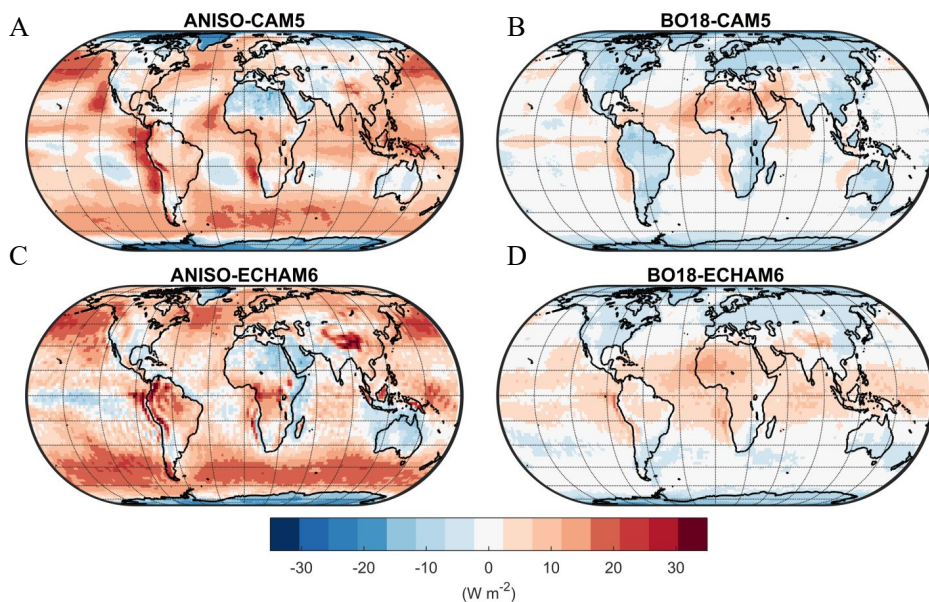 A
ANISO-CAM5
B
BO18-CAM5
C
ANISO-ECHAM6
D
BO18-ECHAM6
-30 -20 -10 0 10 20 30
(W m-2)